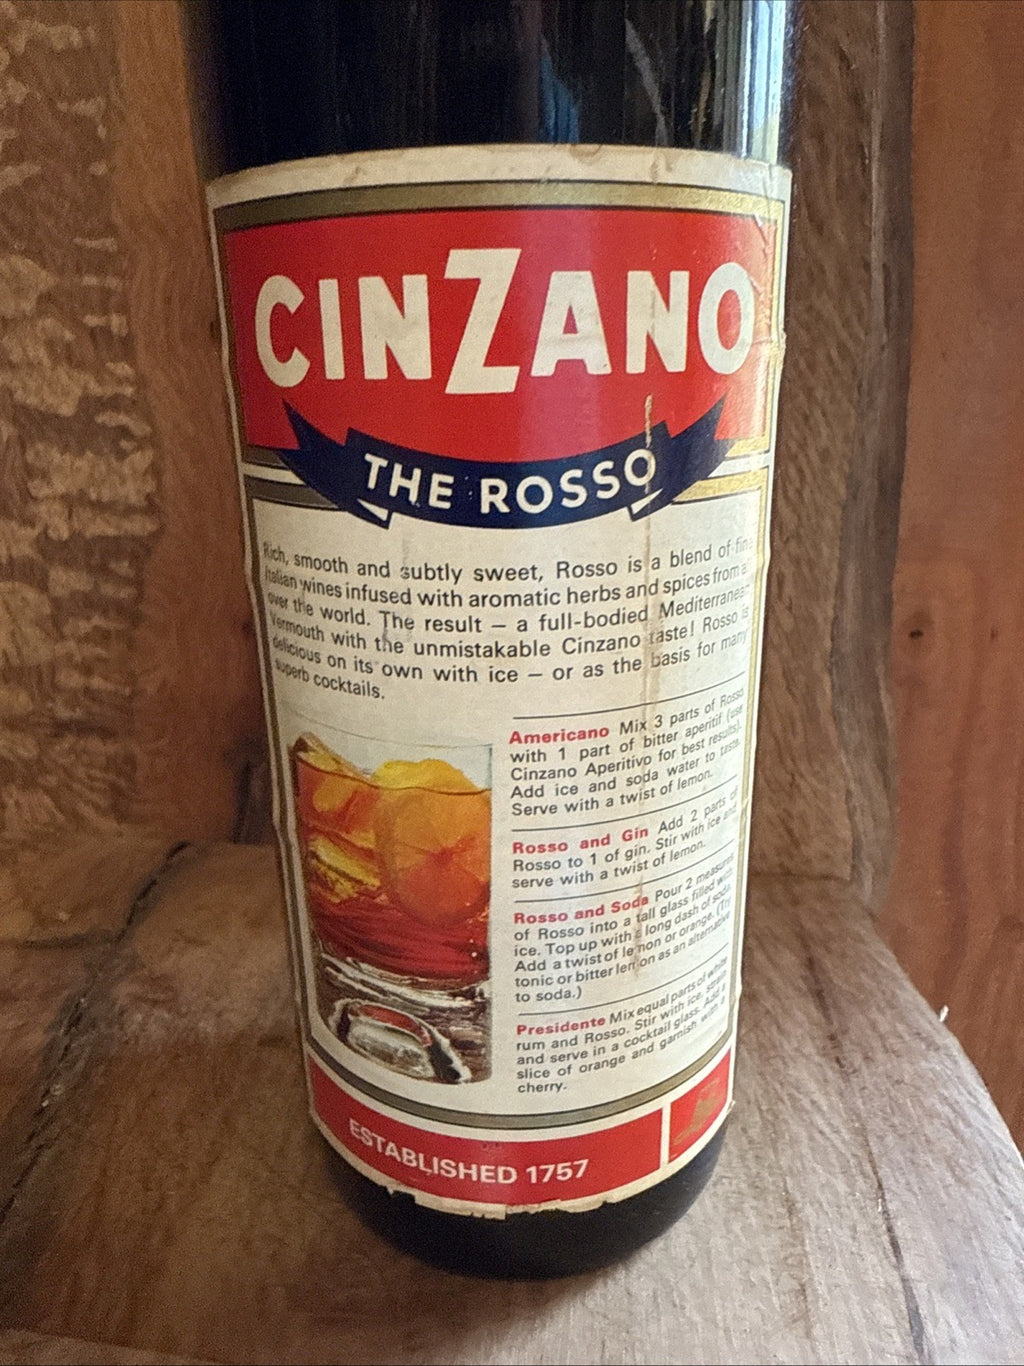 CINZANO
THE ROSSO
Rich, smooth and subtly sweet, Rosso is a blend of fine
Italian wines infused with aromatic herbs and spices from a
over the world. The result – a full-bodied Mediterranean
Vermouth with the unmistakable Cinzano taste! Rosso is
delicious on its own with ice – or as the basis for many
superb cocktails.
Americano Mix 3 parts of Rosso
with 1 part of bitter aperitif (use
Cinzano Aperitivo for best results).
Add ice and soda water to taste.
Serve with a twist of lemon.
Rosso and Gin Add 2 parts of
Rosso to 1 of gin. Stir with ice and
serve with a twist of lemon.
Rosso and Soda Pour 2 measures
of Rosso into a tall glass filled with
ice. Top up with a long dash of soda.
Add a twist of lemon or orange. (Try
tonic or bitter lemon as an alternative
to soda.)
Presidente Mix equal parts of white
rum and Rosso. Stir with ice, strain
and serve in a cocktail glass. Add a
slice of orange and garnish with a
cherry.
ESTABLISHED 1757